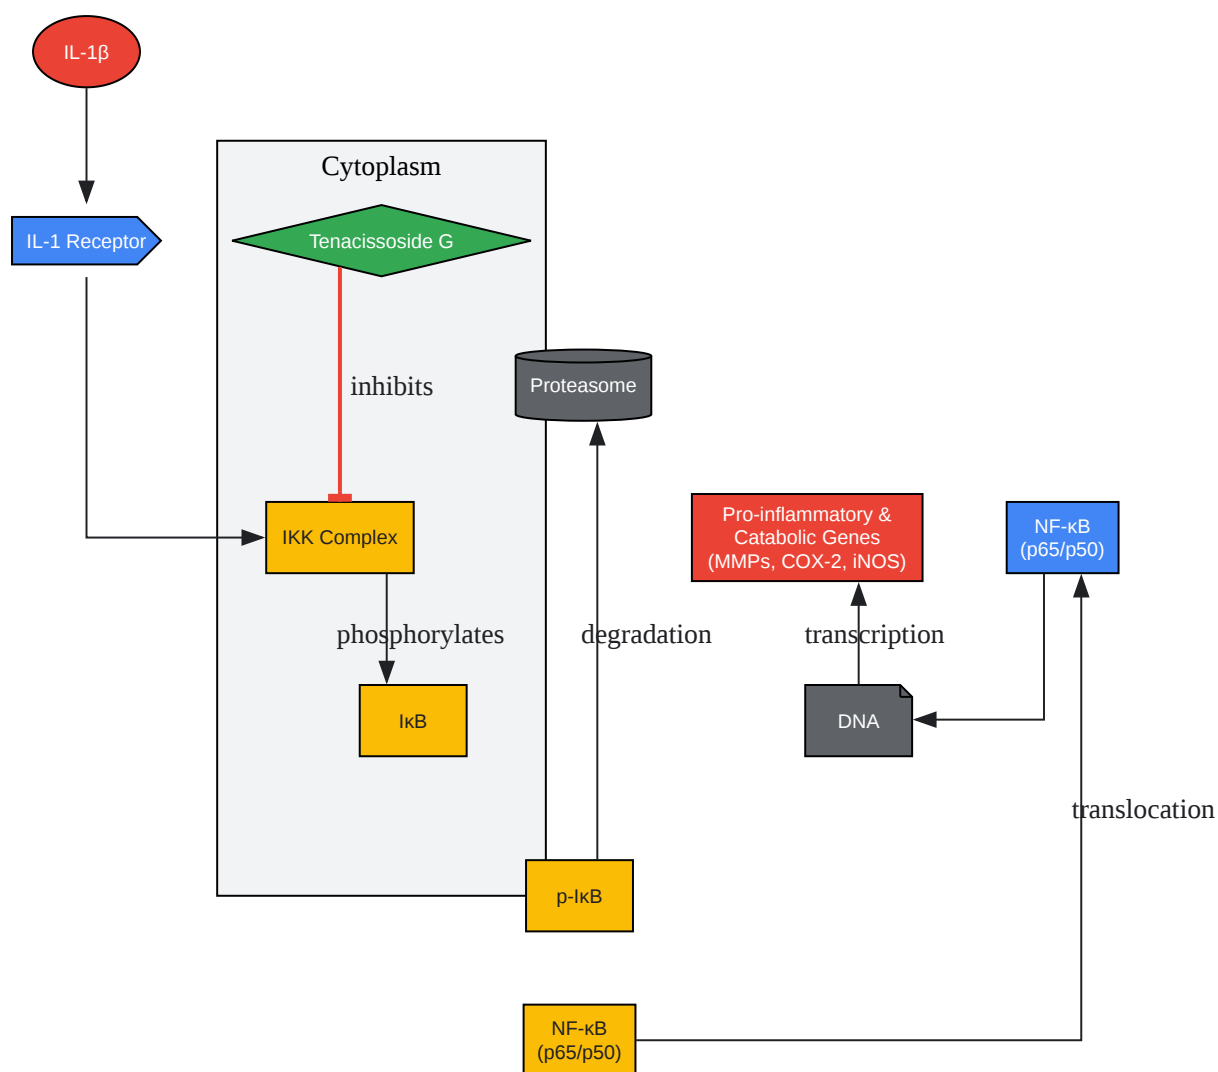 IL-1β
Cytoplasm
IL-1 Receptor
Tenacissoside G
inhibits
Proteasome
IKK Complex
Pro-inflammatory &
Catabolic Genes
(MMPs, COX-2, iNOS)
NF-κB
(p65/p50)
phosphorylates
degradation
transcription
IκB
DNA
translocation
p-IκB
NF-κB
(p65/p50)